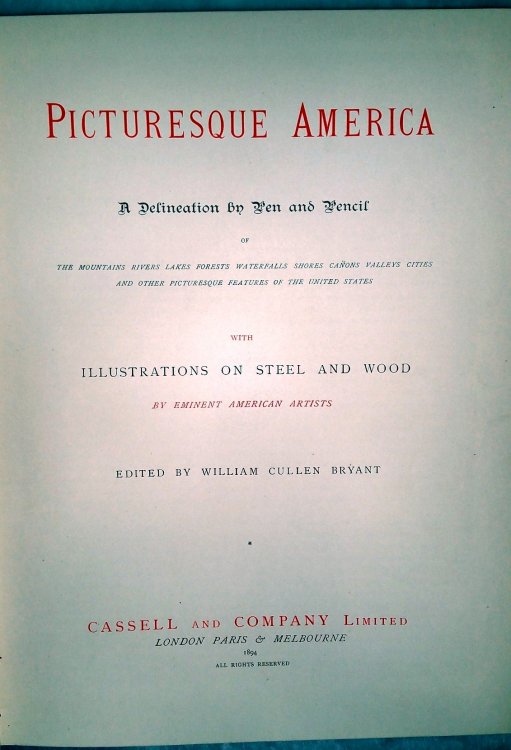 PICTURESQUE AMERICA
A Delineation by Pen and Pencil
OF
THE MOUNTAINS RIVERS LAKES FORESTS WATERFALLS SHORES CAÑONS VALLEYS CITIES
AND OTHER PICTURESQUE FEATURES OF THE UNITED STATES
WITH
ILLUSTRATIONS ON STEEL AND WOOD
BY EMINENT AMERICAN ARTISTS
EDITED BY WILLIAM CULLEN BRYANT
*
CASSELL AND COMPANY LIMITED
LONDON PARIS & MELBOURNE
1894
ALL RIGHTS RESERVED